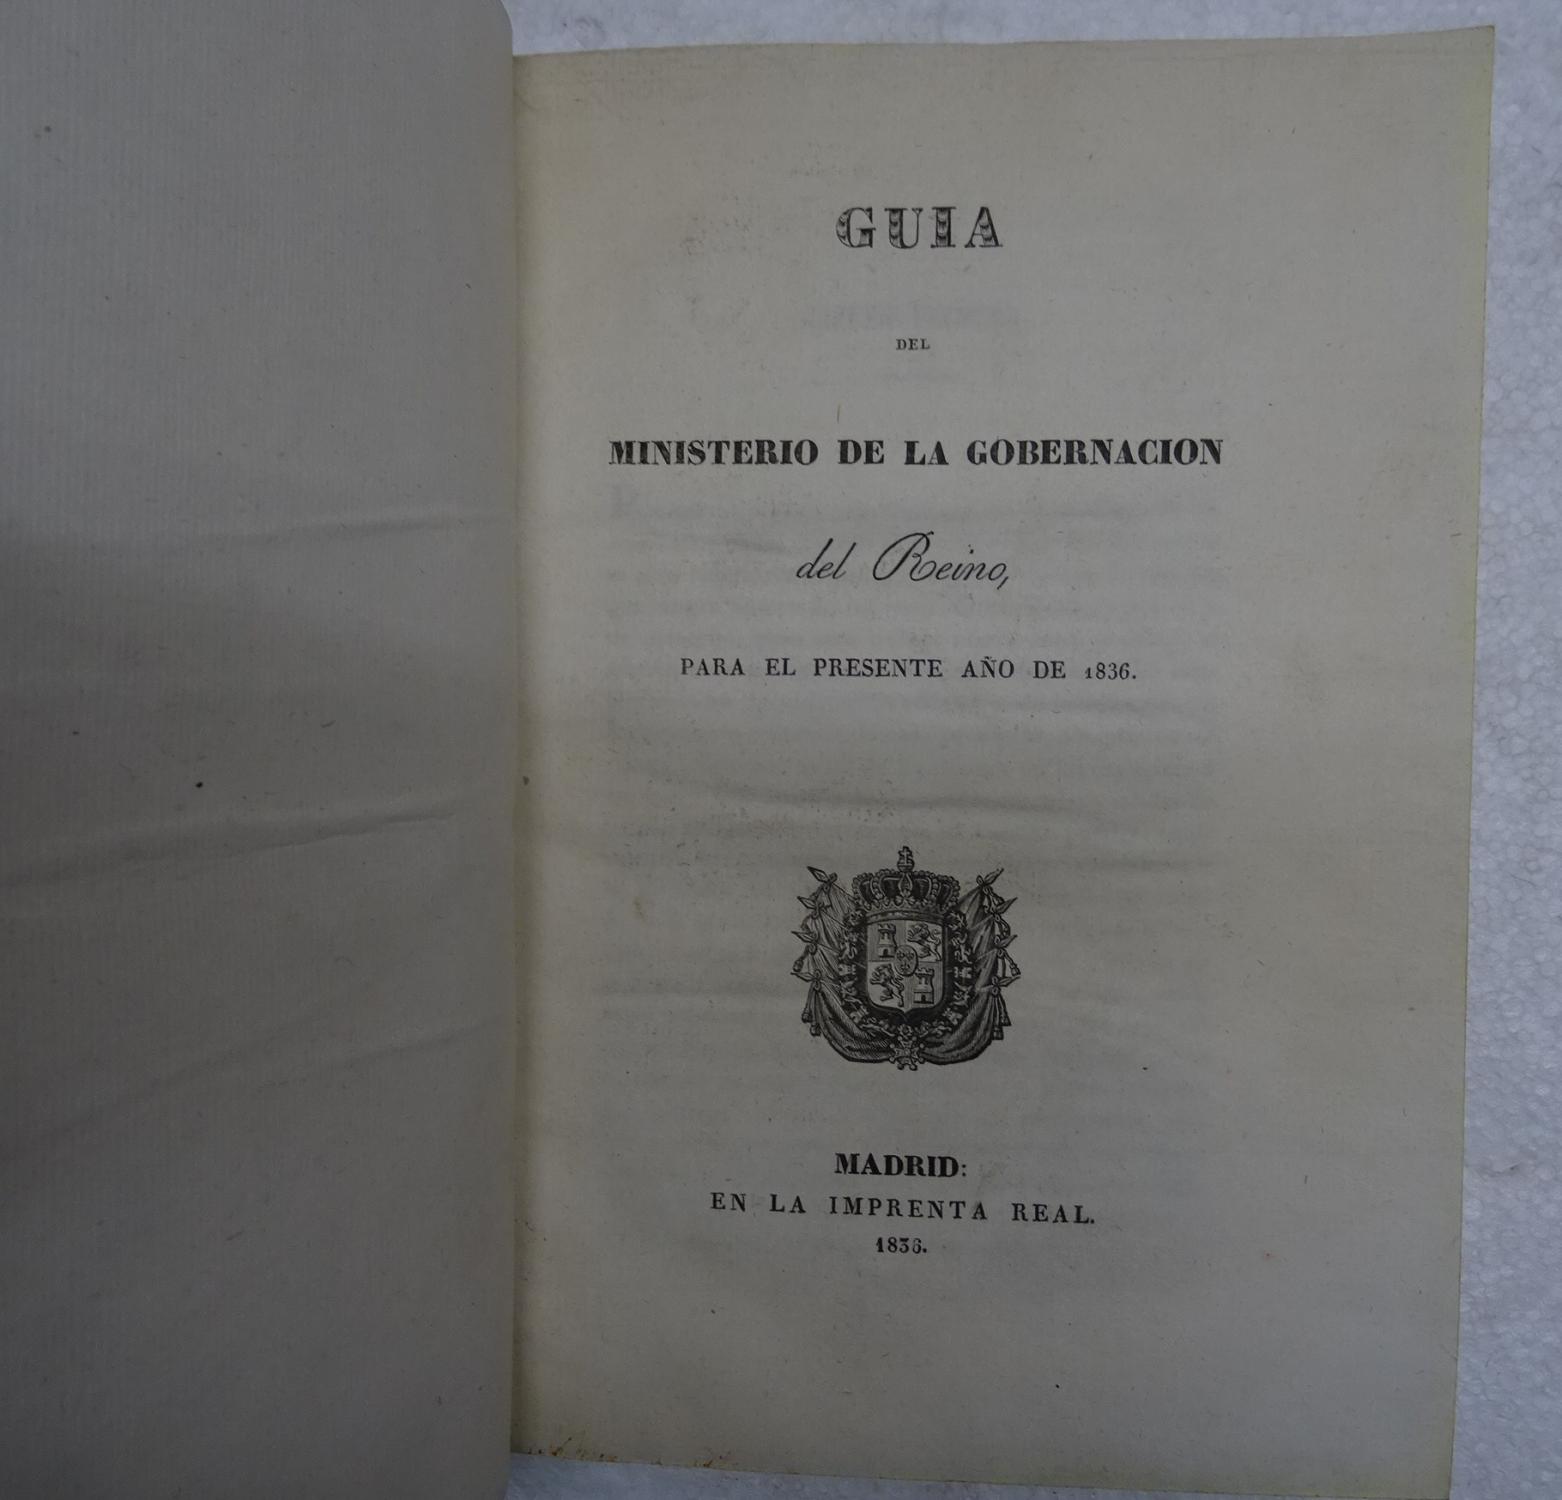 GUIA
DEL
MINISTERIO DE LA GOBERNACION
del Reino,
PARA EL PRESENTE AÑO DE 1836.
MADRID:
EN LA IMPRENTA REAL.
1836.